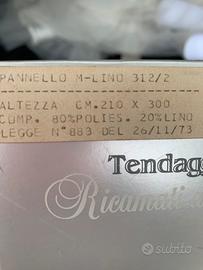 PANNELLO M-LINO 312/2
ALTEZZA CM.210 X 300
COMP. 80%POLIES. 20%LINO
LEGGE N°883 DEL 26/11/73
Tendagg
Ricamati
subito